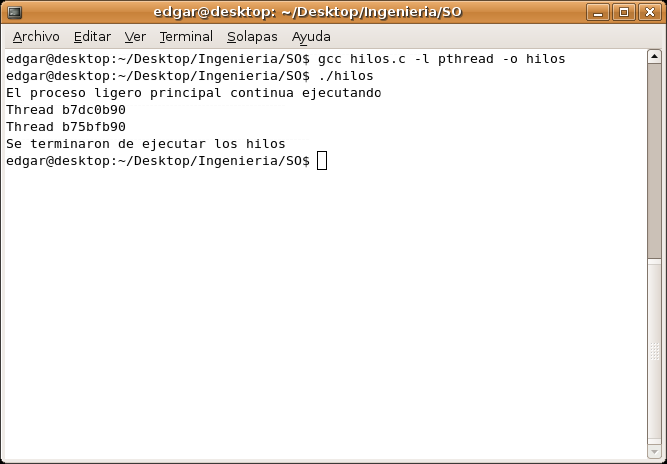 edgar@desktop: ~/Desktop/Ingenieria/SO
Archivo Editar Ver Terminal Solapas Ayuda
edgar@desktop:~/Desktop/Ingenieria/SO$ gcc hilos.c -l pthread -o hilos
edgar@desktop:~/Desktop/Ingenieria/SO$ ./hilos
El proceso ligero principal continua ejecutando
Thread b7dc0b90
Thread b75bfb90
Se terminaron de ejecutar los hilos
edgar@desktop:~/Desktop/Ingenieria/SO$